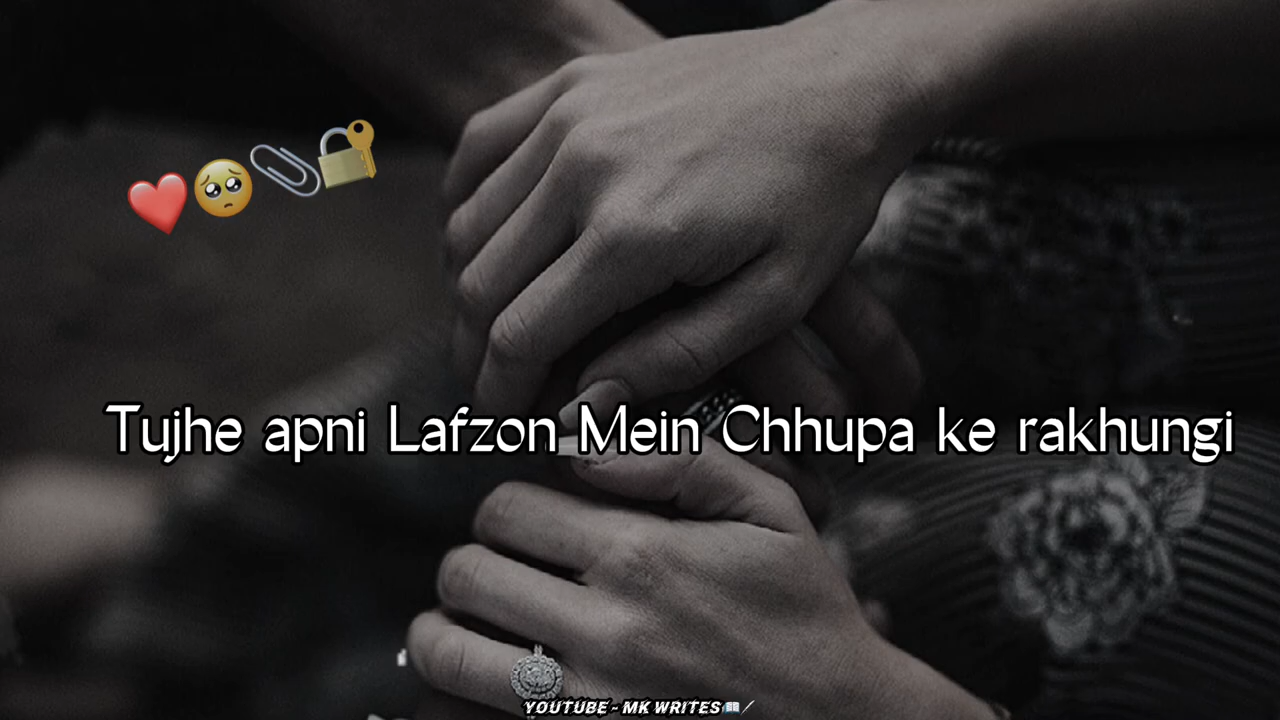 ❤️🥺📎🔐
Tujhe apni Lafzon Mein Chhupa ke rakhungi
YOUTUBE - MK WRITES📖